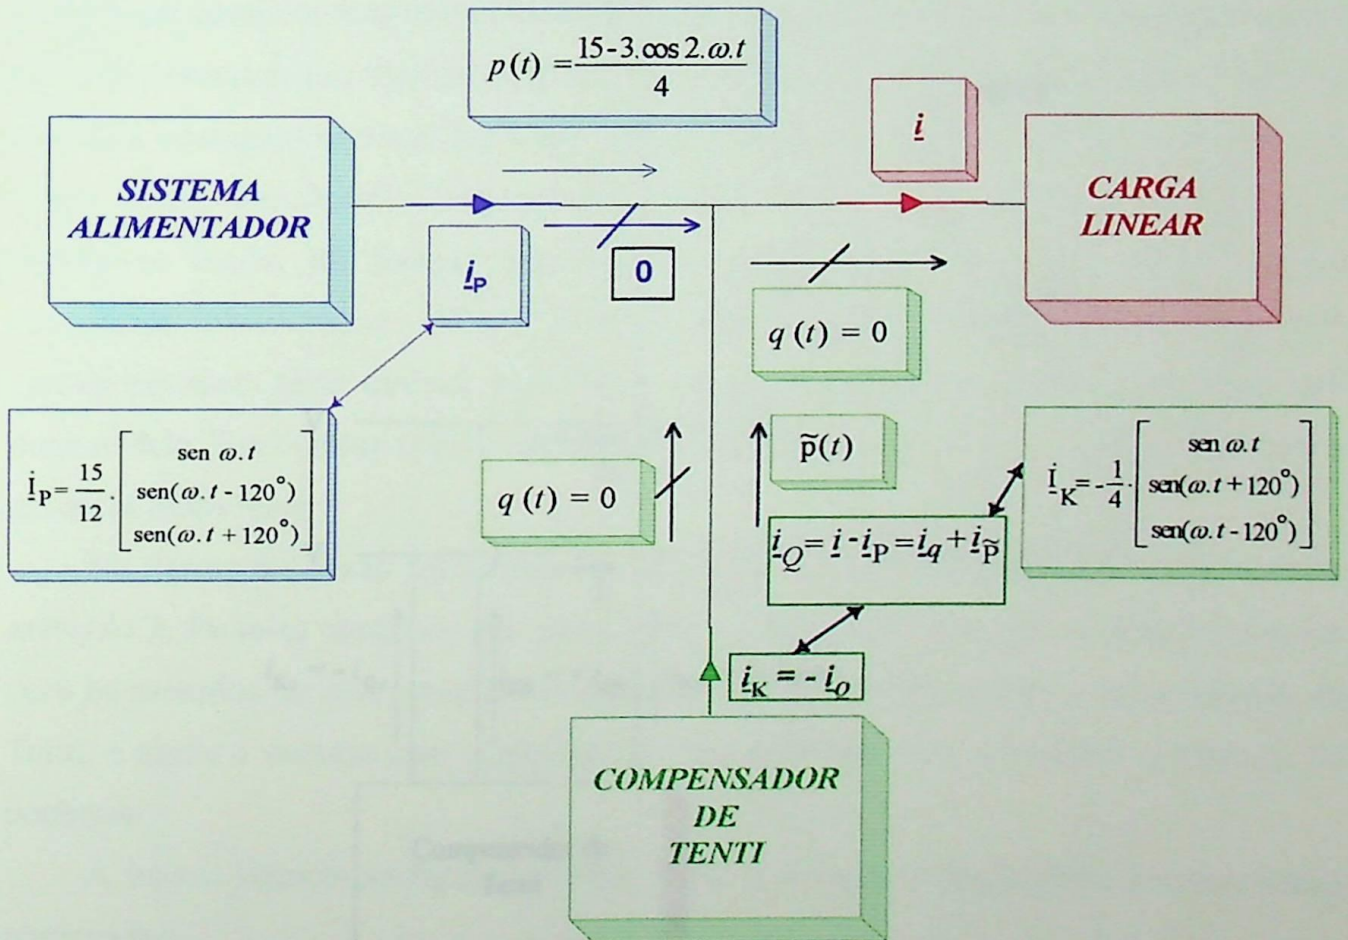 p(t) = (15-3.cos 2.ω.t)/4
i
SISTEMA
ALIMENTADOR
CARGA
LINEAR
i_P
0
q (t) = 0
i_P = 15/12 . [sen ω.t
sen(ω.t - 120°)
sen(ω.t + 120°)]
q (t) = 0
p̃(t)
i_K = -1/4 . [sen ω.t
sen(ω.t + 120°)
sen(ω.t - 120°)]
i_Q = i - i_P = i_q + i_p̃
i_K = - i_Q
COMPENSADOR
DE
TENTI